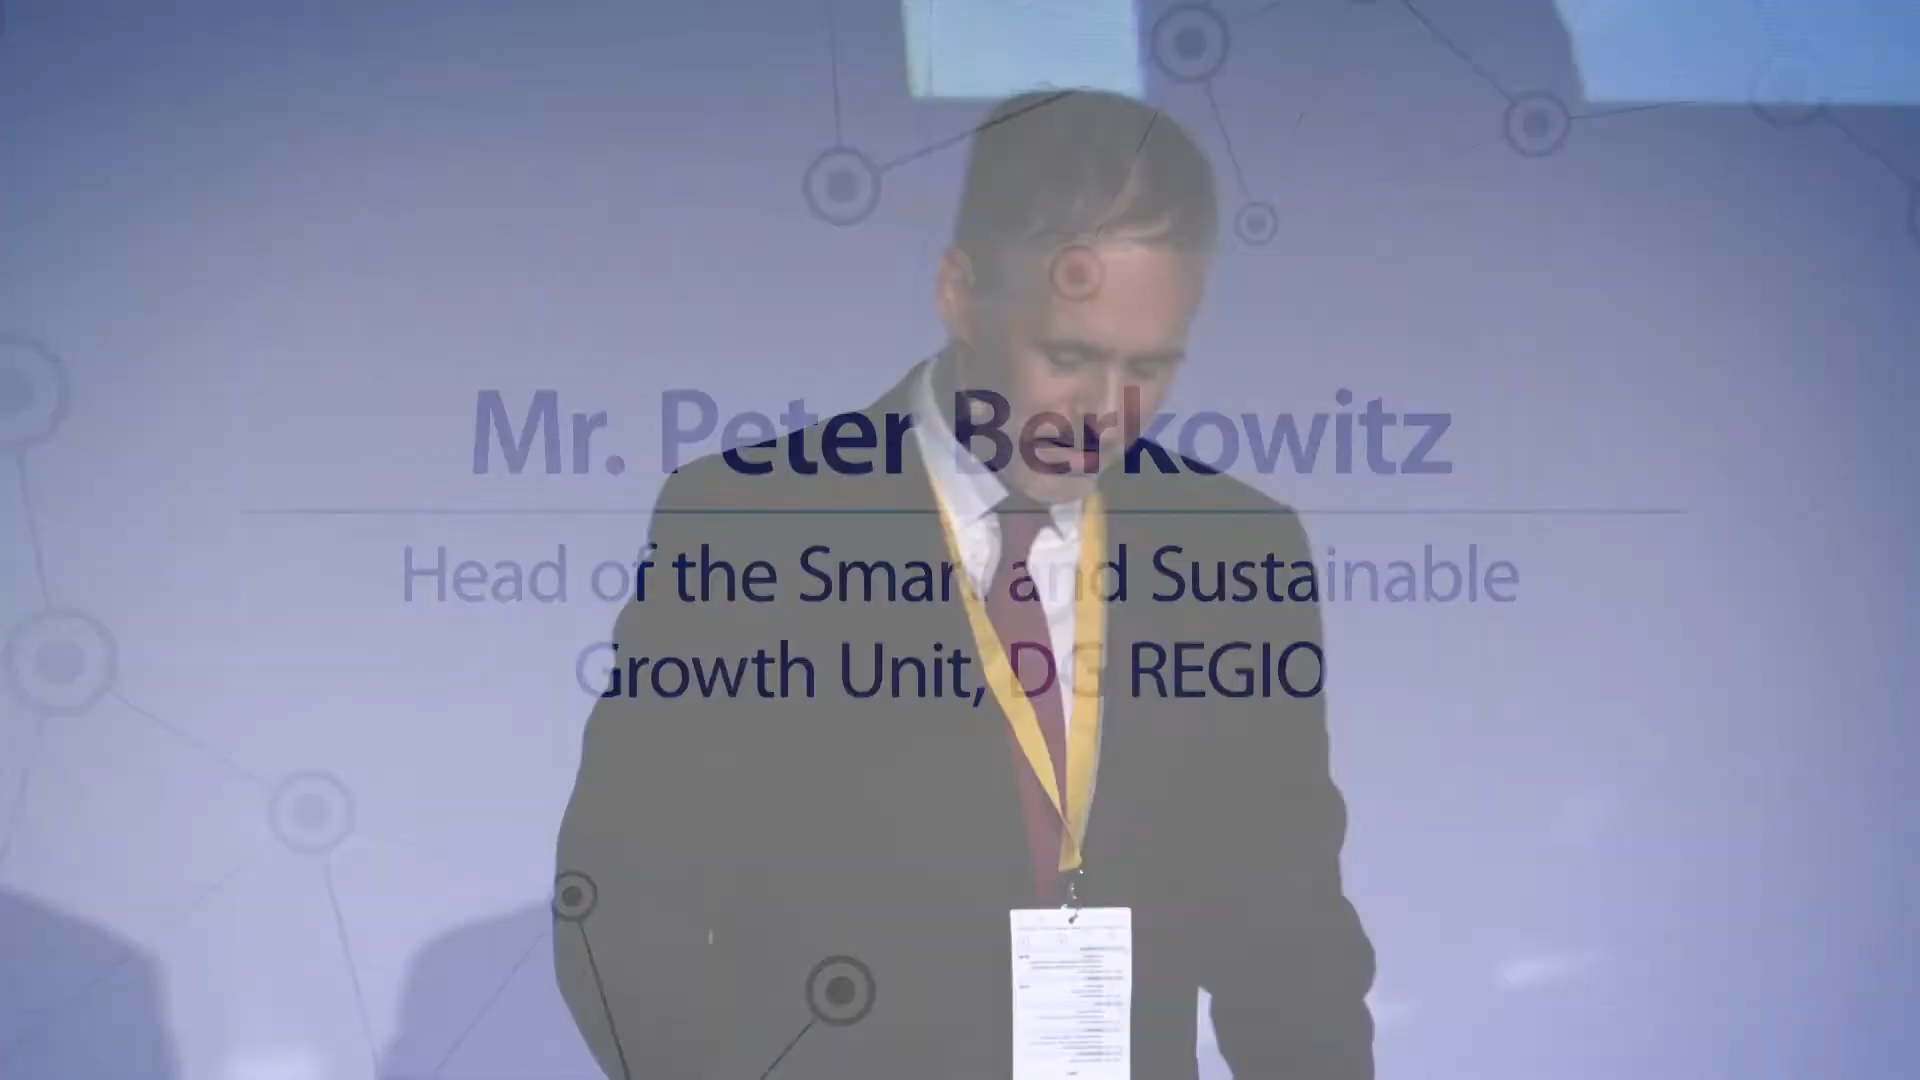 Mr. Peter Berkowitz
Head of the Smart and Sustainable
Growth Unit, DG REGIO